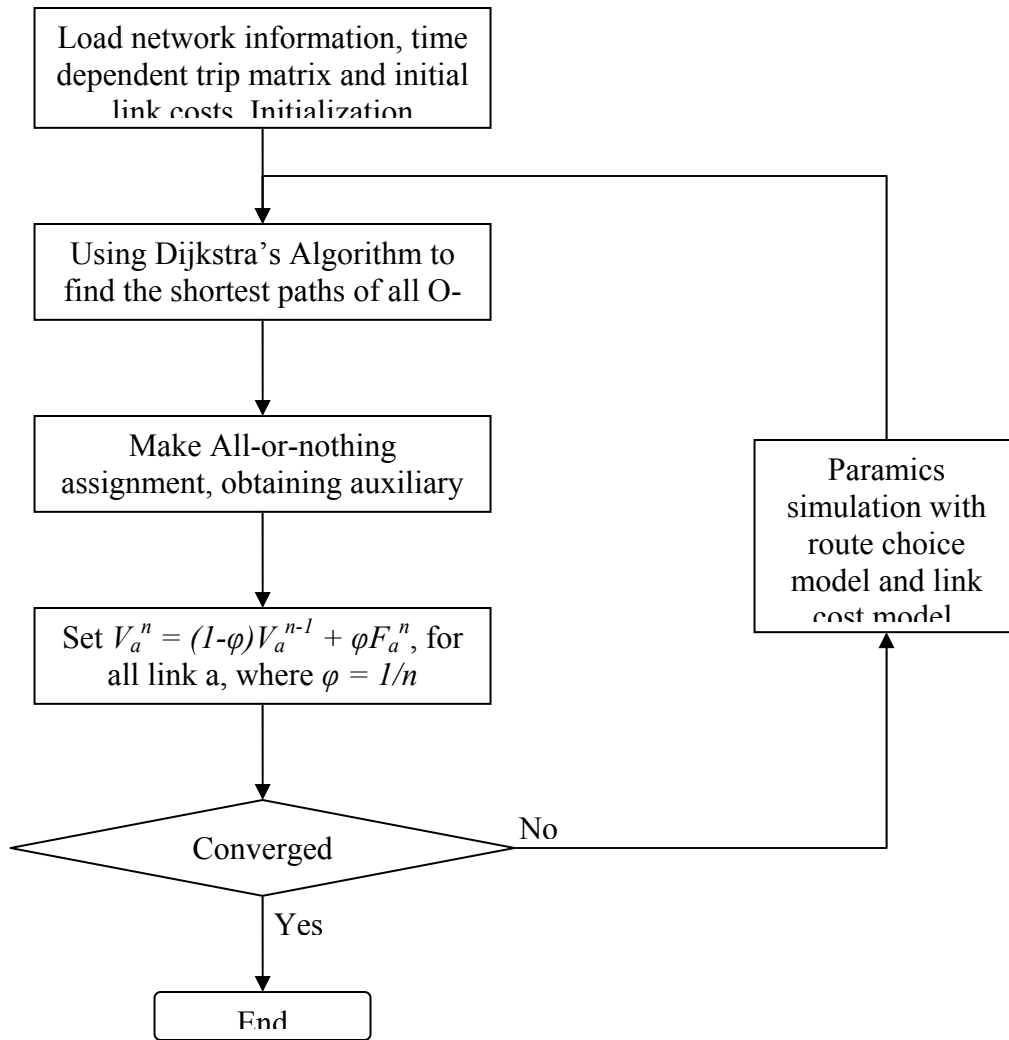 Load network information, time
dependent trip matrix and initial
link costs. Initialization
Using Dijkstra’s Algorithm to
find the shortest paths of all O-
Make All-or-nothing
assignment, obtaining auxiliary
Paramics
simulation with
route choice
model and link
cost model
Set Vₐⁿ = (1-φ)Vₐⁿ⁻¹ + φFₐⁿ, for
all link a, where φ = 1/n
Converged
No
Yes
End